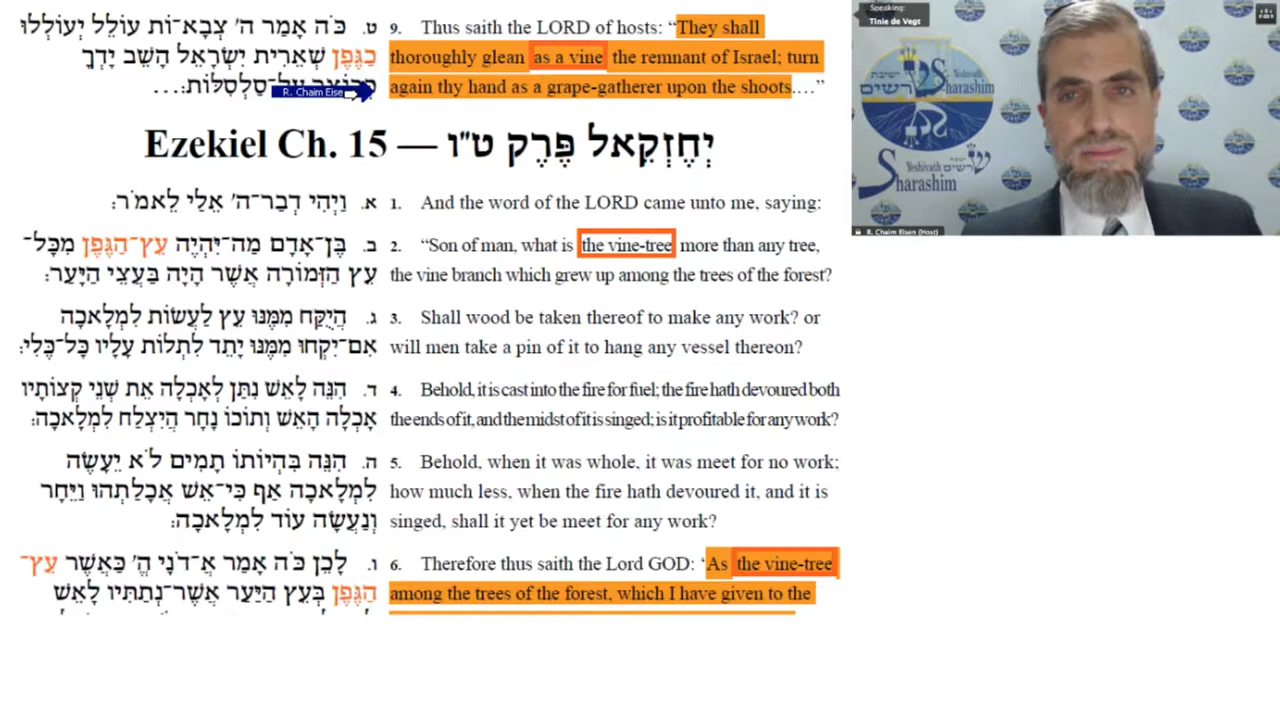 ט. כֹּה אָמַר ה' צְבָא־וֹת עוֹלֵל יְעוֹלְלוּ
כַגֶּפֶן שְׁאֵרִית יִשְׂרָאֵל הָשֵׁב יָדְךָ
סַלְסִלּוֹת:...
9. Thus saith the LORD of hosts: “They shall
thoroughly glean as a vine the remnant of Israel; turn
again thy hand as a grape-gatherer upon the shoots....”
R. Chaim Eise
Ezekiel Ch. 15 — יְחֶזְקֵאל פֶּרֶק ט"ו
א. וַיְהִי דְבַר־ה' אֵלַי לֵאמֹר:
1. And the word of the LORD came unto me, saying:
ב. בֶּן־אָדָם מַה־יִּהְיֶה עֵץ־הַגֶּפֶן מִכָּל־
עֵץ הַזְּמוֹרָה אֲשֶׁר הָיָה בַּעֲצֵי הַיָּעַר:
2. “Son of man, what is the vine-tree more than any tree,
the vine branch which grew up among the trees of the forest?
ג. הֲיֻקַּח מִמֶּנּוּ עֵץ לַעֲשׂוֹת לִמְלָאכָה
אִם־יִקְחוּ מִמֶּנּוּ יָתֵד לִתְלוֹת עָלָיו כָּל־כֶּלִי:
3. Shall wood be taken thereof to make any work? or
will men take a pin of it to hang any vessel thereon?
ד. הִנֵּה לָאֵשׁ נִתַּן לְאָכְלָה אֵת שְׁנֵי קְצוֹתָיו
אָכְלָה הָאֵשׁ וְתוֹכוֹ נָחָר הֲיִצְלַח לִמְלָאכָה:
4. Behold, it is cast into the fire for fuel; the fire hath devoured both
the ends of it, and the midst of it is singed; is it profitable for any work?
ה. הִנֵּה בִּהְיוֹתוֹ תָמִים לֹא יֵעָשֶׂה
לִמְלָאכָה אַף כִּי־אֵשׁ אֲכָלַתְהוּ וַיֵּחָר
וְנַעֲשָׂה עוֹד לִמְלָאכָה:
5. Behold, when it was whole, it was meet for no work;
how much less, when the fire hath devoured it, and it is
singed, shall it yet be meet for any work?
ו. לָכֵן כֹּה אָמַר אֲ־דֹנָי ה' כַּאֲשֶׁר עֵץ־
הַגֶּפֶן בְּעֵץ הַיַּעַר אֲשֶׁר־נְתַתִּיו לָאֵשׁ
6. Therefore thus saith the Lord GOD: ‘As the vine-tree
among the trees of the forest, which I have given to the
Speaking:
Tinie de Vegt
ישיבת
שרשים
Yeshivath
Sharashim
Yeshivath שרשים
Sharashim
R. Chaim Eisen (Host)